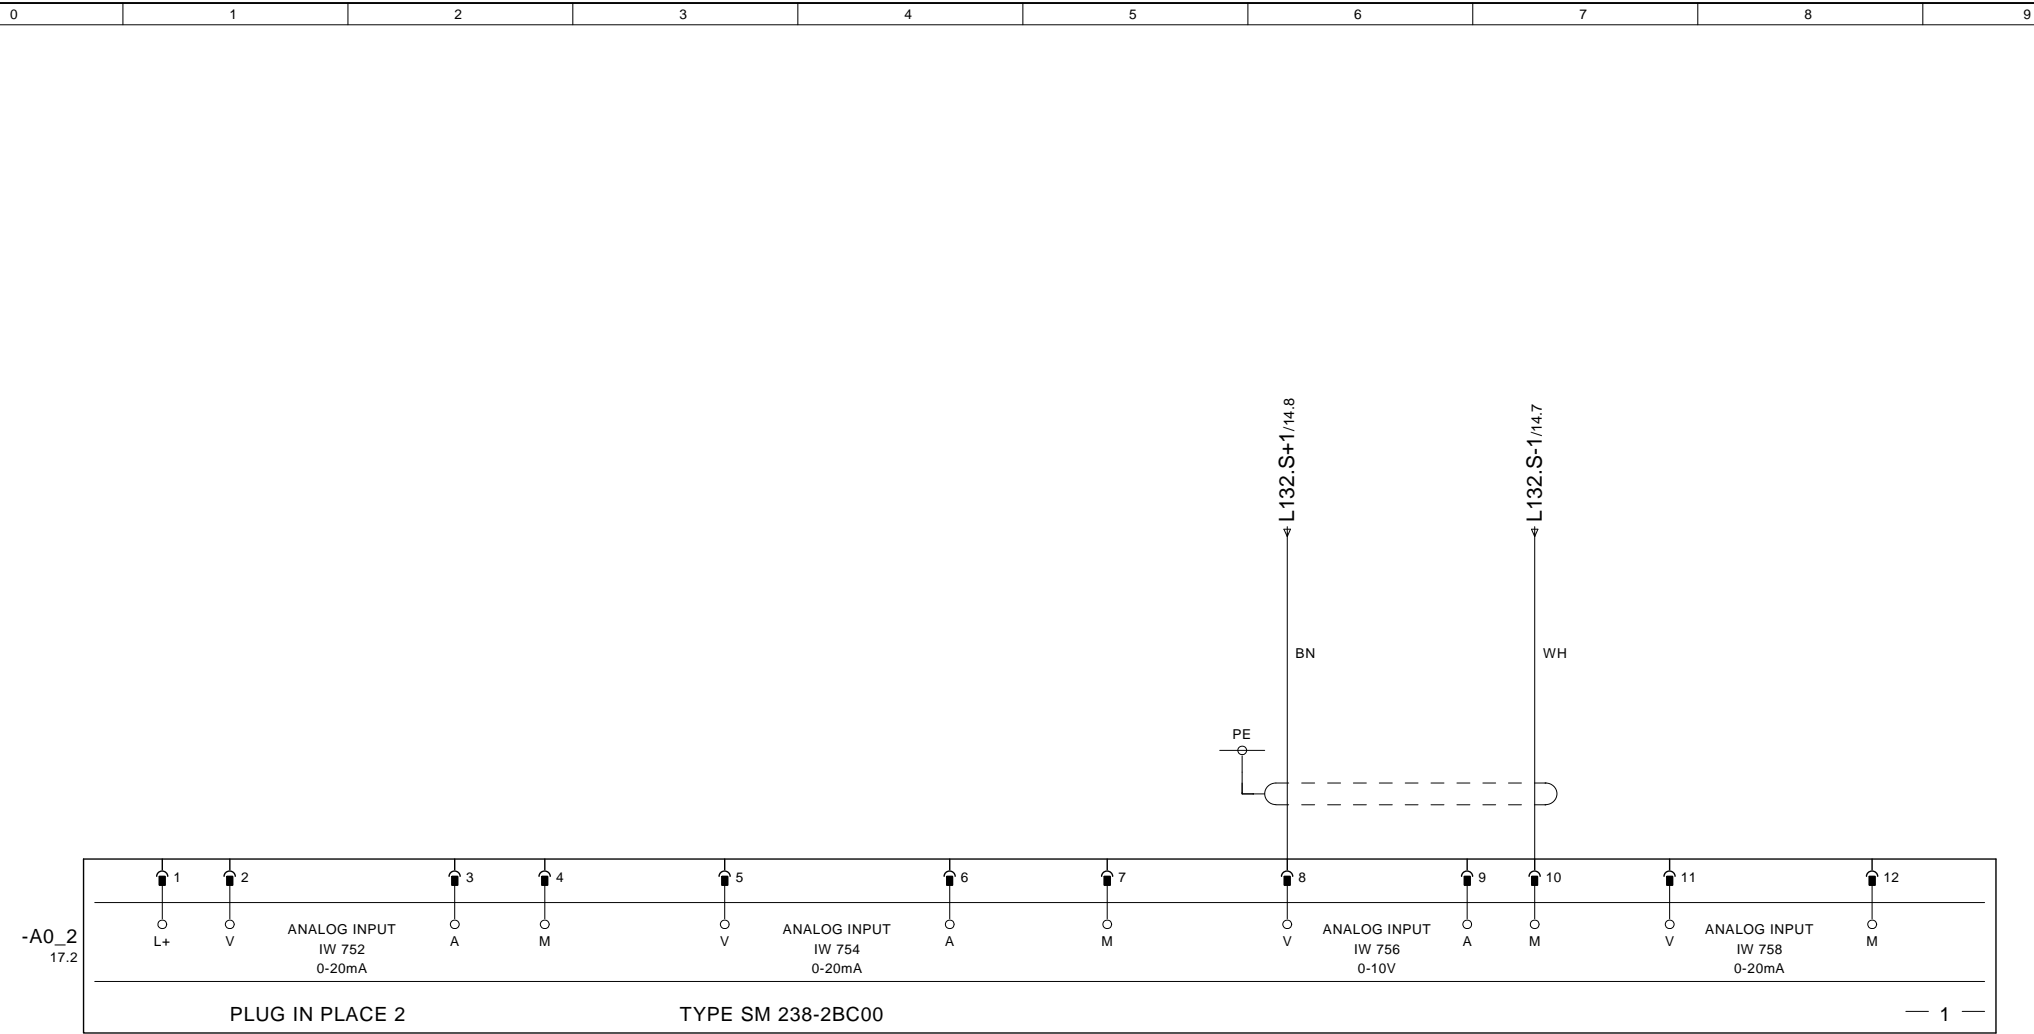 0 1 2 3 4 5 6 7 8 9
L132.S+1/14.8
L132.S-1/14.7
BN
WH
PE
1 2 3 4 5 6 7 8 9 10 11 12
-A0_2
17.2
L+ V A M V A M V A M V M
ANALOG INPUT
IW 752
0-20mA
ANALOG INPUT
IW 754
0-20mA
ANALOG INPUT
IW 756
0-10V
ANALOG INPUT
IW 758
0-20mA
PLUG IN PLACE 2
TYPE SM 238-2BC00
— 1 —